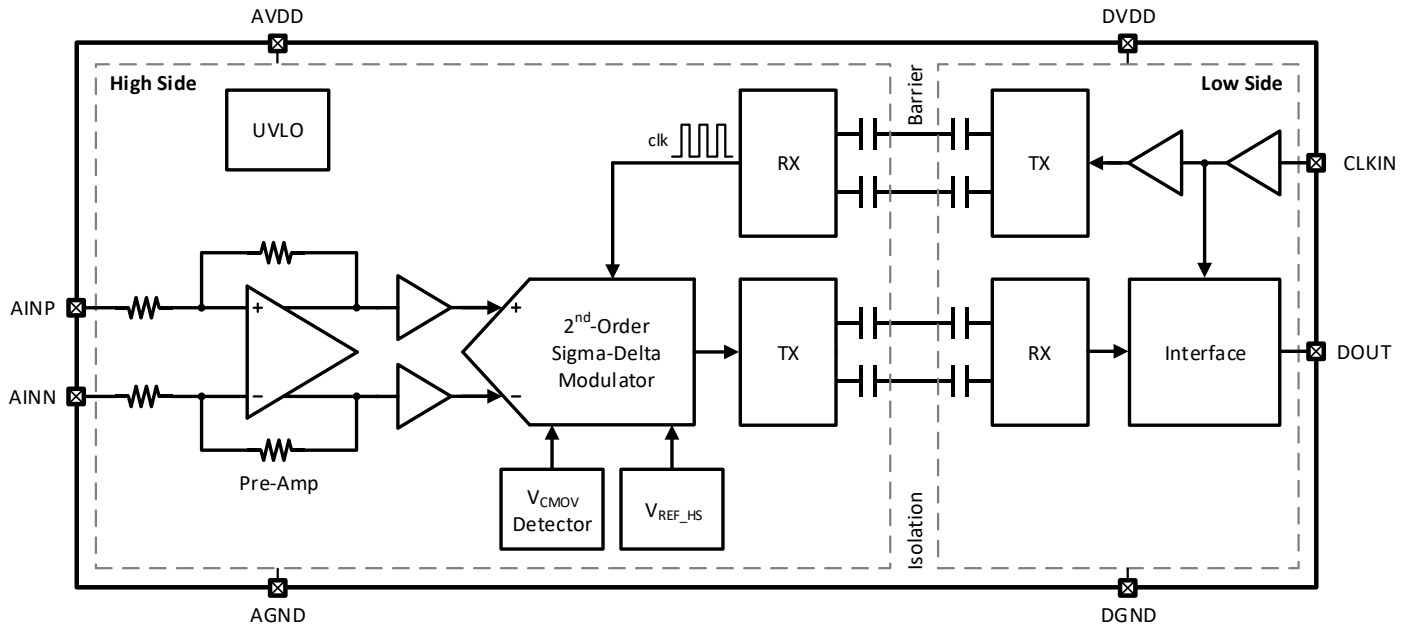 AVDD
DVDD
High Side
Barrier
Low Side
UVLO
clk
RX
TX
CLKIN
AINP
+
+
2nd-Order
Sigma-Delta
Modulator
TX
RX
Interface
DOUT
AINN
−
−
Pre-Amp
VCMOV
Detector
VREF_HS
Isolation
AGND
DGND